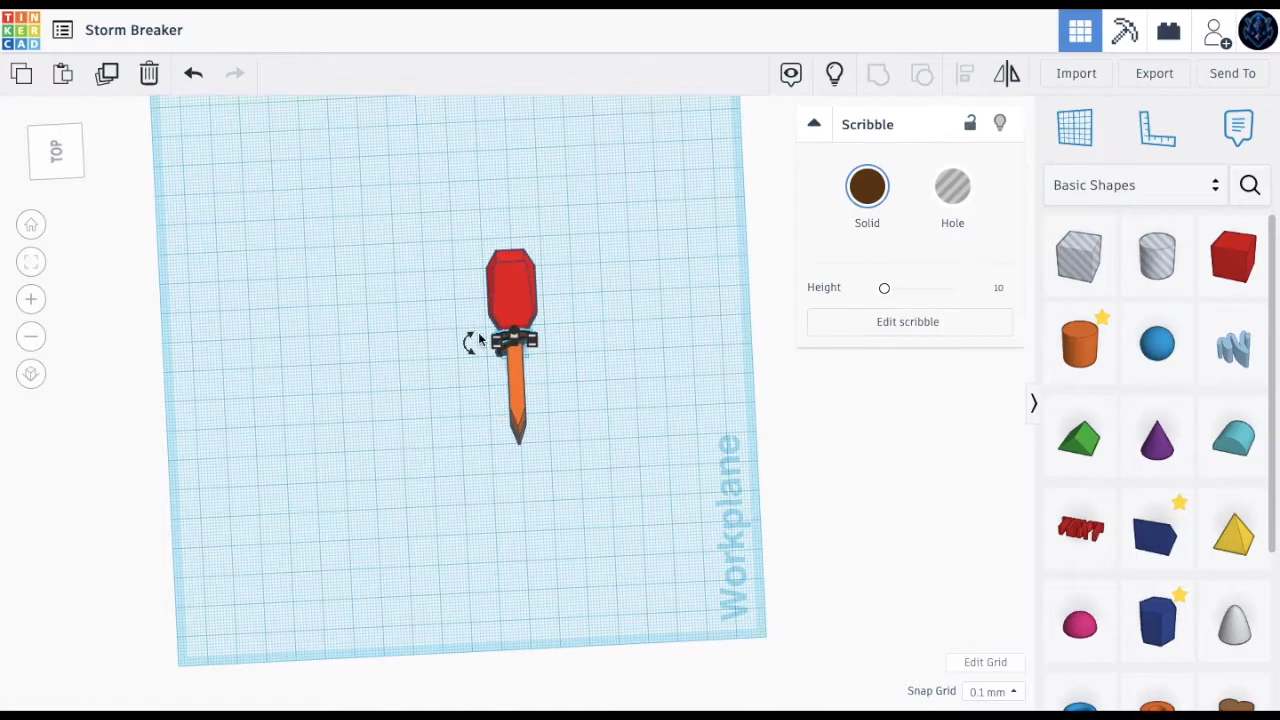 TIN
KER
CAD
Storm Breaker
Import
Export
Send To
TOP
Scribble
Solid
Hole
Height
10
Edit scribble
Basic Shapes
TEXT
Workplane
Edit Grid
Snap Grid
0.1 mm